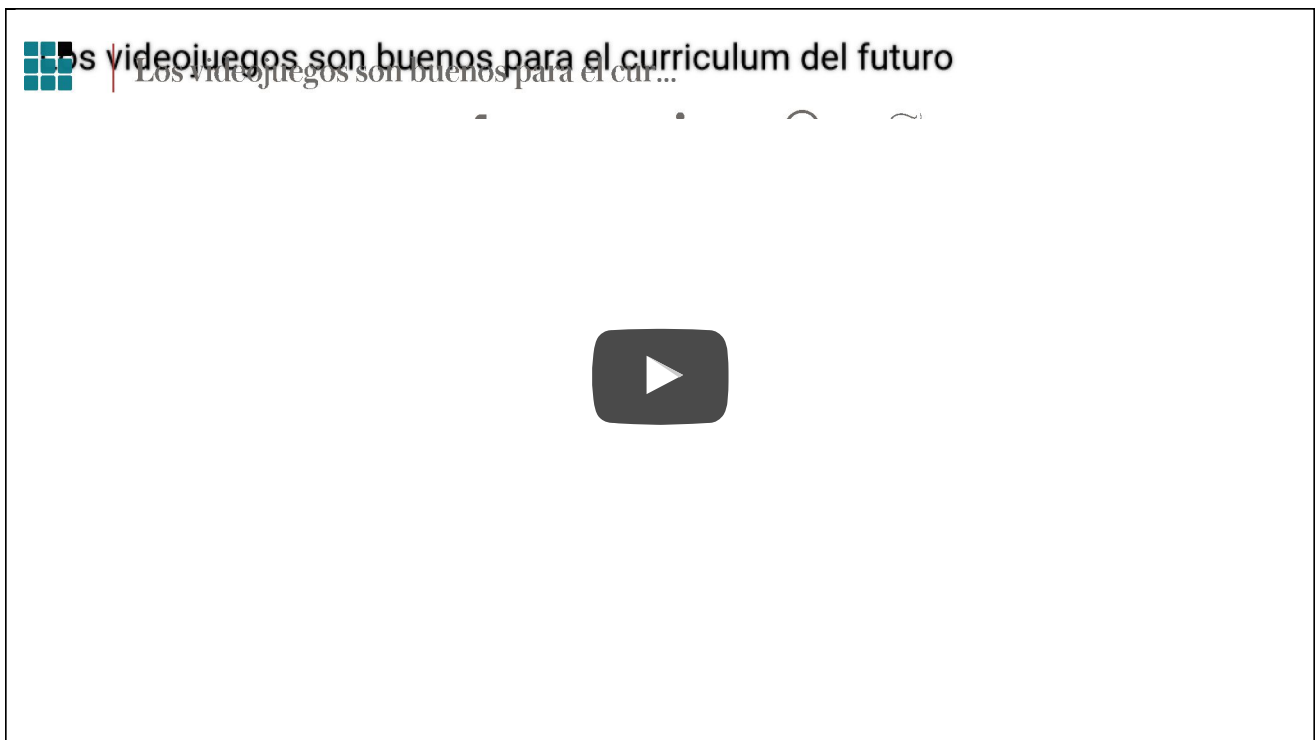 Los videojuegos son buenos para el curriculum del futuro
Los videojuegos son buenos para el cur...